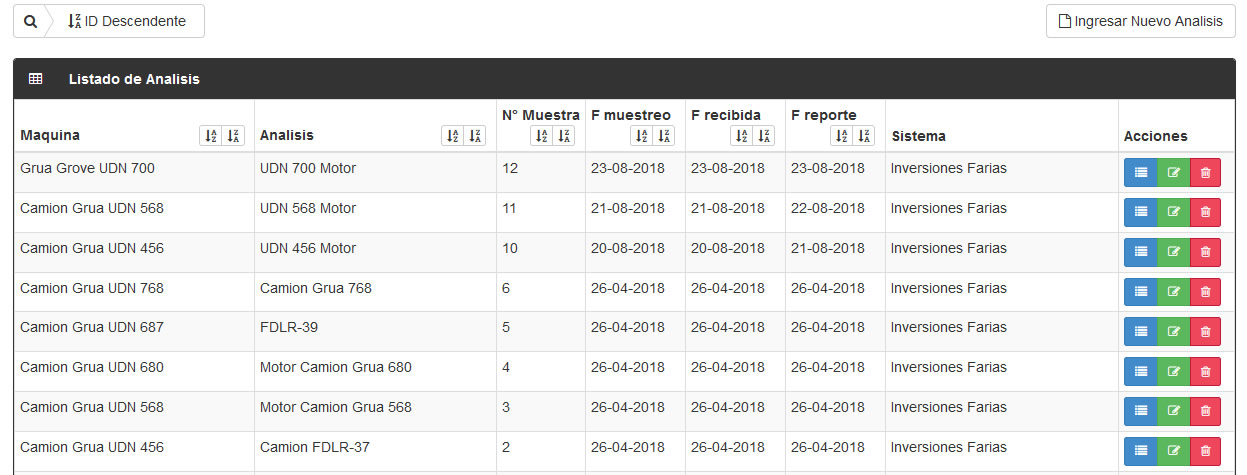 ID Descendente
Ingresar Nuevo Analisis
Listado de Analisis
Maquina Analisis N° Muestra F muestreo F recibida F reporte Sistema Acciones
Grua Grove UDN 700 UDN 700 Motor 12 23-08-2018 23-08-2018 23-08-2018 Inversiones Farias
Camion Grua UDN 568 UDN 568 Motor 11 21-08-2018 21-08-2018 22-08-2018 Inversiones Farias
Camion Grua UDN 456 UDN 456 Motor 10 20-08-2018 20-08-2018 21-08-2018 Inversiones Farias
Camion Grua UDN 768 Camion Grua 768 6 26-04-2018 26-04-2018 26-04-2018 Inversiones Farias
Camion Grua UDN 687 FDLR-39 5 26-04-2018 26-04-2018 26-04-2018 Inversiones Farias
Camion Grua UDN 680 Motor Camion Grua 680 4 26-04-2018 26-04-2018 26-04-2018 Inversiones Farias
Camion Grua UDN 568 Motor Camion Grua 568 3 26-04-2018 26-04-2018 26-04-2018 Inversiones Farias
Camion Grua UDN 456 Camion FDLR-37 2 26-04-2018 26-04-2018 26-04-2018 Inversiones Farias